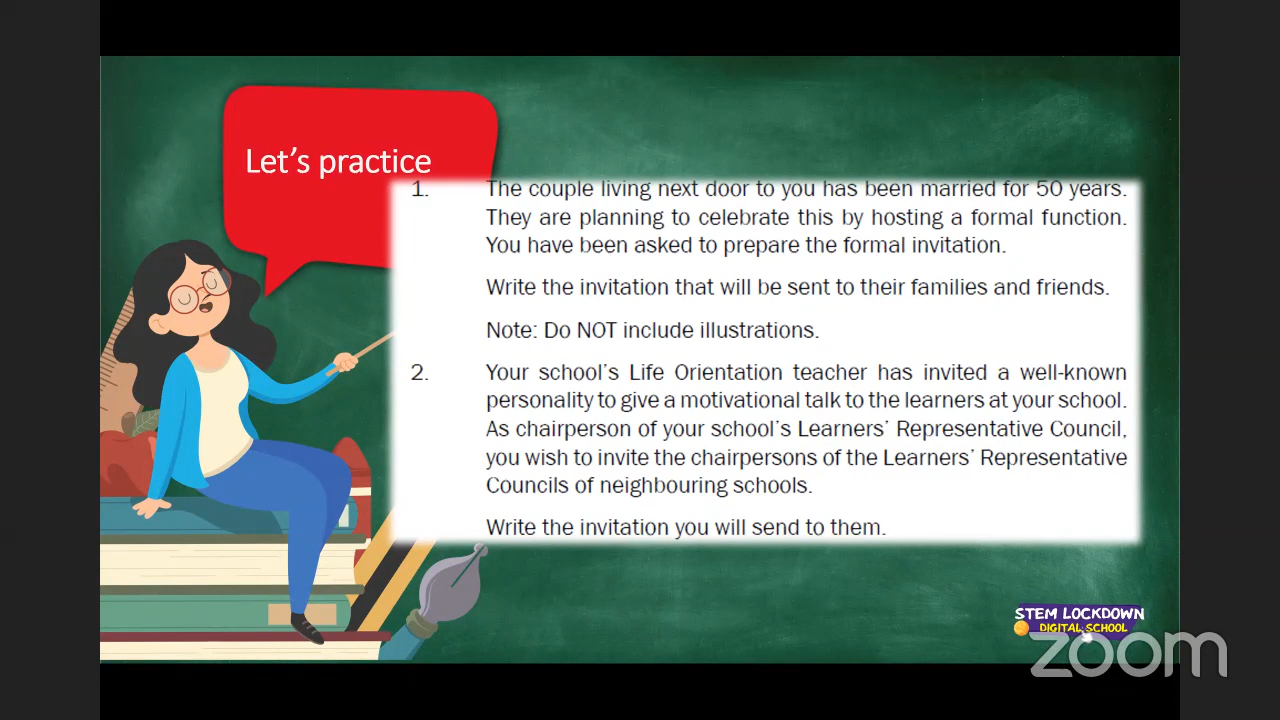 Let's practice
1. The couple living next door to you has been married for 50 years.
They are planning to celebrate this by hosting a formal function.
You have been asked to prepare the formal invitation.
Write the invitation that will be sent to their families and friends.
Note: Do NOT include illustrations.
2. Your school's Life Orientation teacher has invited a well-known
personality to give a motivational talk to the learners at your school.
As chairperson of your school's Learners' Representative Council,
you wish to invite the chairpersons of the Learners' Representative
Councils of neighbouring schools.
Write the invitation you will send to them.
STEM LOCKDOWN
DIGITAL SCHOOL
zoom